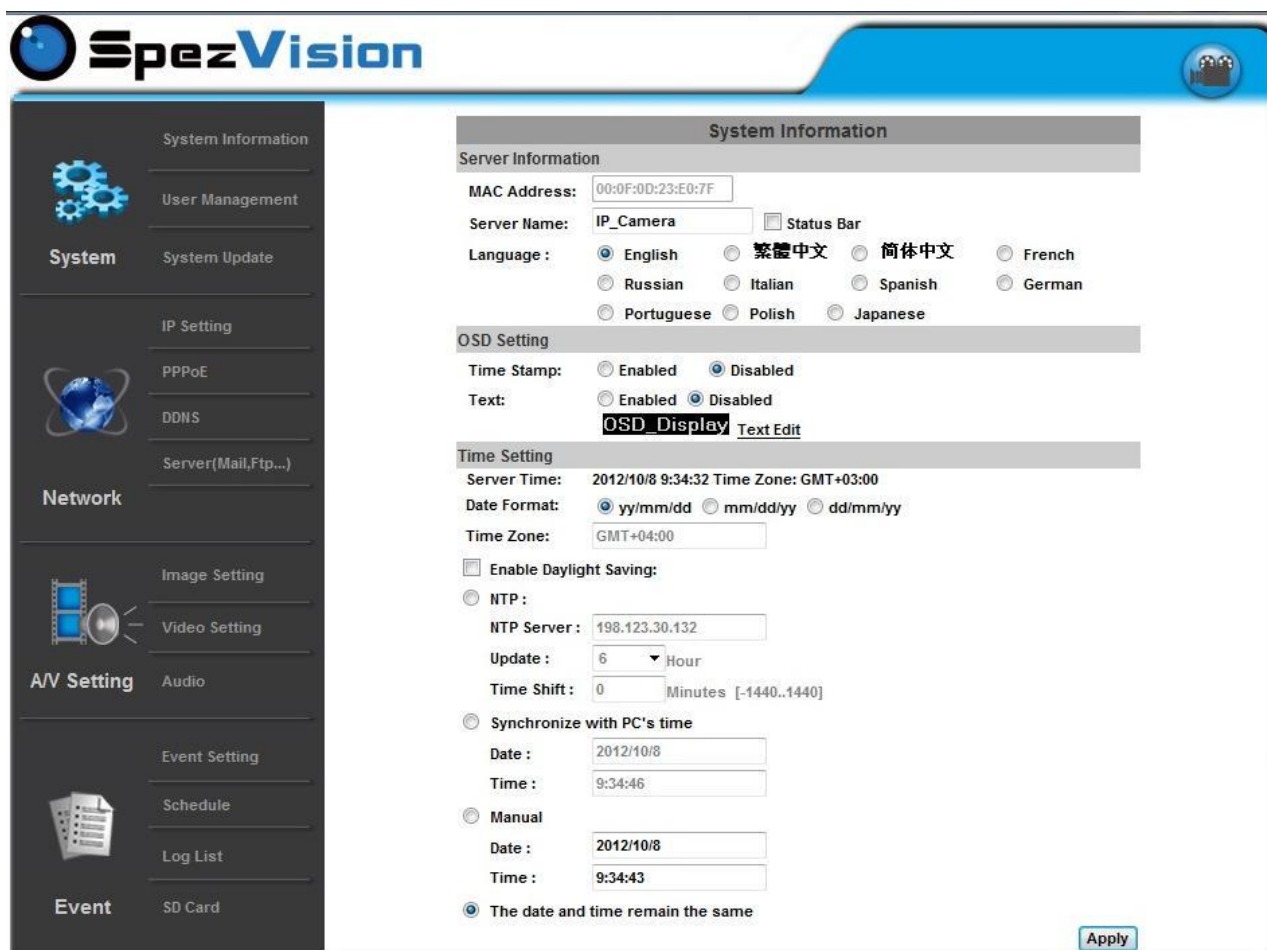 SpezVision
System Information
User Management
System
System Update
IP Setting
PPPoE
DDNS
Server(Mail,Ftp...)
Network
Image Setting
Video Setting
A/V Setting
Audio
Event Setting
Schedule
Log List
Event
SD Card
System Information
Server Information
MAC Address: 00:0F:0D:23:E0:7F
Server Name: IP_Camera Status Bar
Language : English 繁體中文 简体中文 French
Russian Italian Spanish German
Portuguese Polish Japanese
OSD Setting
Time Stamp: Enabled Disabled
Text: Enabled Disabled
OSD_Display Text Edit
Time Setting
Server Time: 2012/10/8 9:34:32 Time Zone: GMT+03:00
Date Format: yy/mm/dd mm/dd/yy dd/mm/yy
Time Zone: GMT+04:00
Enable Daylight Saving:
NTP :
NTP Server : 198.123.30.132
Update : 6 Hour
Time Shift : 0 Minutes [-1440..1440]
Synchronize with PC's time
Date : 2012/10/8
Time : 9:34:46
Manual
Date : 2012/10/8
Time : 9:34:43
The date and time remain the same
Apply